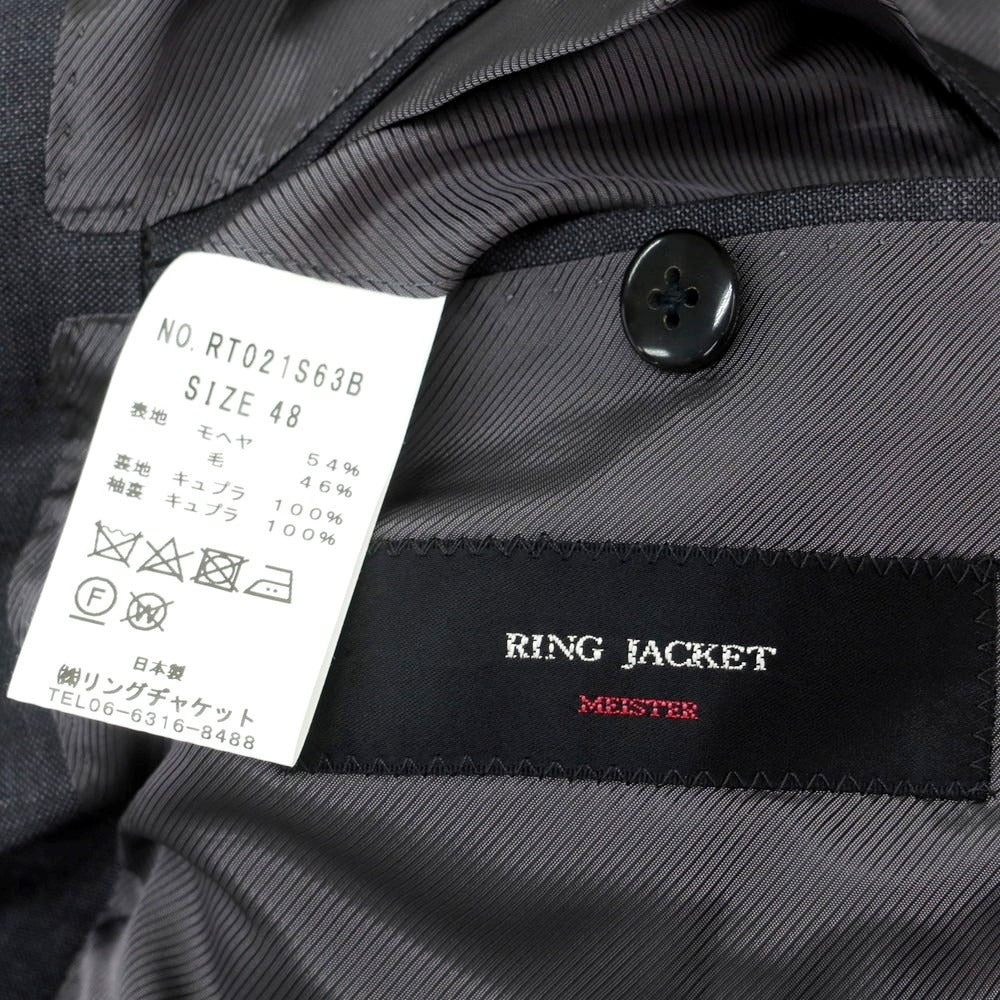 NO. RT021S63B
SIZE 48
表地 モヘヤ 54%
毛 46%
裏地 キュプラ 100%
袖裏 キュプラ 100%
F
W
日本製
㈱リングヂャケット
TEL06-6316-8488
RING JACKET
MEISTER